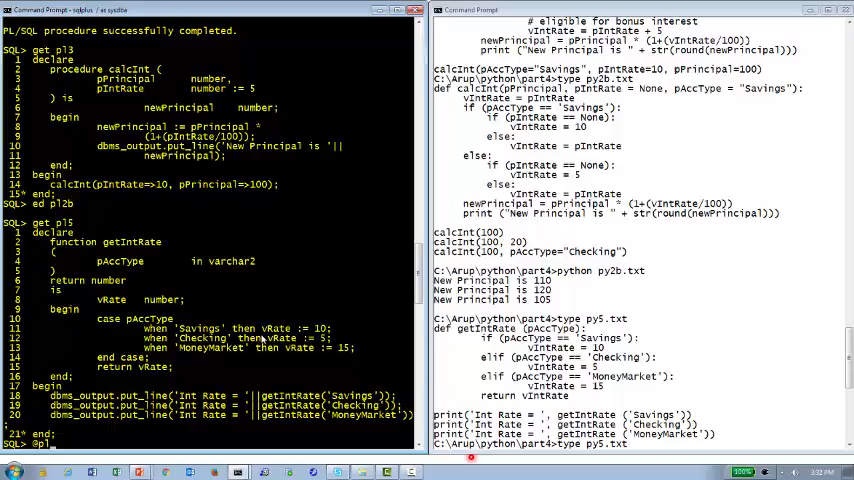 Command Prompt - sqlplus / as sysdba
PL/SQL procedure successfully completed.
SQL> get pl3
1 declare
2 procedure calcInt (
3 pPrincipal number,
4 pIntRate number := 5
5 ) is
6 newPrincipal number;
7 begin
8 newPrincipal := pPrincipal *
9 (1+(pIntRate/100));
10 dbms_output.put_line('New Principal is '||
11 newPrincipal);
12 end;
13 begin
14 calcInt(pIntRate=>10, pPrincipal=>100);
15* end;
SQL> ed pl2b
SQL> get pl5
1 declare
2 function getIntRate
3 (
4 pAccType in varchar2
5 )
6 return number
7 is
8 vRate number;
9 begin
10 case pAccType
11 when 'Savings' then vRate := 10;
12 when 'Checking' then vRate := 5;
13 when 'MoneyMarket' then vRate := 15;
14 end case;
15 return vRate;
16 end;
17 begin
18 dbms_output.put_line('Int Rate = '||getIntRate('Savings'));
19 dbms_output.put_line('Int Rate = '||getIntRate('Checking'));
20 dbms_output.put_line('Int Rate = '||getIntRate('MoneyMarket'))
;
21* end;
SQL> @pl
Command Prompt
# eligible for bonus interest
vIntRate = pIntRate + 5
newPrincipal = pPrincipal * (1+(vIntRate/100))
print ("New Principal is " + str(round(newPrincipal)))
calcInt(pAccType="Savings", pIntRate=10, pPrincipal=100)
C:\Arup\python\part4>type py2b.txt
def calcInt(pPrincipal, pIntRate = None, pAccType = "Savings"):
vIntRate = pIntRate
if (pAccType == 'Savings'):
if (pIntRate == None):
vIntRate = 10
else:
vIntRate = pIntRate
else:
if (pIntRate == None):
vIntRate = 5
else:
vIntRate = pIntRate
newPrincipal = pPrincipal * (1+(vIntRate/100))
print ("New Principal is " + str(round(newPrincipal)))
calcInt(100)
calcInt(100, 20)
calcInt(100, pAccType="Checking")
C:\Arup\python\part4>python py2b.txt
New Principal is 110
New Principal is 120
New Principal is 105
C:\Arup\python\part4>type py5.txt
def getIntRate (pAccType):
if (pAccType == 'Savings'):
vIntRate = 10
elif (pAccType == 'Checking'):
vIntRate = 5
elif (pAccType == 'MoneyMarket'):
vIntRate = 15
return vIntRate
print('Int Rate = ', getIntRate ('Savings'))
print('Int Rate = ', getIntRate ('Checking'))
print('Int Rate = ', getIntRate ('MoneyMarket'))
C:\Arup\python\part4>type py5.txt
100%
3:32 PM